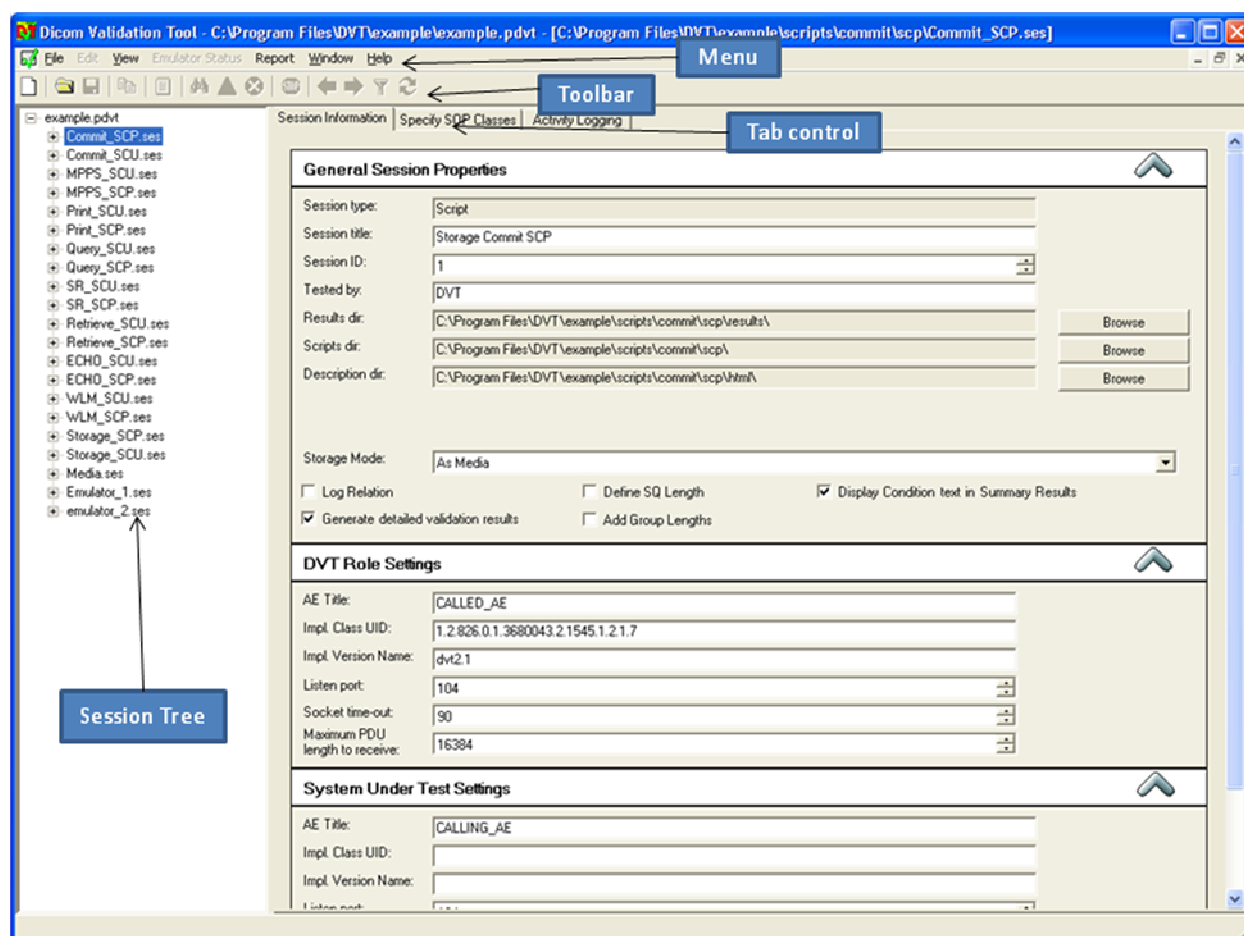 Dicom Validation Tool - C:\Program Files\DVT\example\example.pdvt - [C:\Program Files\DVT\example\scripts\commit\scp\Commit_SCP.ses]
File Edit View Emulator Status Report Window Help
Menu
Toolbar
Tab control
example.pdvt
Commit_SCP.ses
Commit_SCU.ses
MPPS_SCU.ses
MPPS_SCP.ses
Print_SCU.ses
Print_SCP.ses
Query_SCU.ses
Query_SCP.ses
SR_SCU.ses
SR_SCP.ses
Retrieve_SCU.ses
Retrieve_SCP.ses
ECHO_SCU.ses
ECHO_SCP.ses
WLM_SCU.ses
WLM_SCP.ses
Storage_SCP.ses
Storage_SCU.ses
Media.ses
Emulator_1.ses
emulator_2.ses
Session Tree
Session Information Specify SOP Classes Activity Logging
General Session Properties
Session type: Script
Session title: Storage Commit SCP
Session ID: 1
Tested by: DVT
Results dir: C:\Program Files\DVT\example\scripts\commit\scp\results\ Browse
Scripts dir: C:\Program Files\DVT\example\scripts\commit\scp\ Browse
Description dir: C:\Program Files\DVT\example\scripts\commit\scp\html\ Browse
Storage Mode: As Media
Log Relation Define SQ Length Display Condition text in Summary Results
Generate detailed validation results Add Group Lengths
DVT Role Settings
AE Title: CALLED_AE
Impl. Class UID: 1.2.826.0.1.3680043.2.1545.1.2.1.7
Impl. Version Name: dvt2.1
Listen port: 104
Socket time-out: 90
Maximum PDU
length to receive: 16384
System Under Test Settings
AE Title: CALLING_AE
Impl. Class UID:
Impl. Version Name:
Listen port: